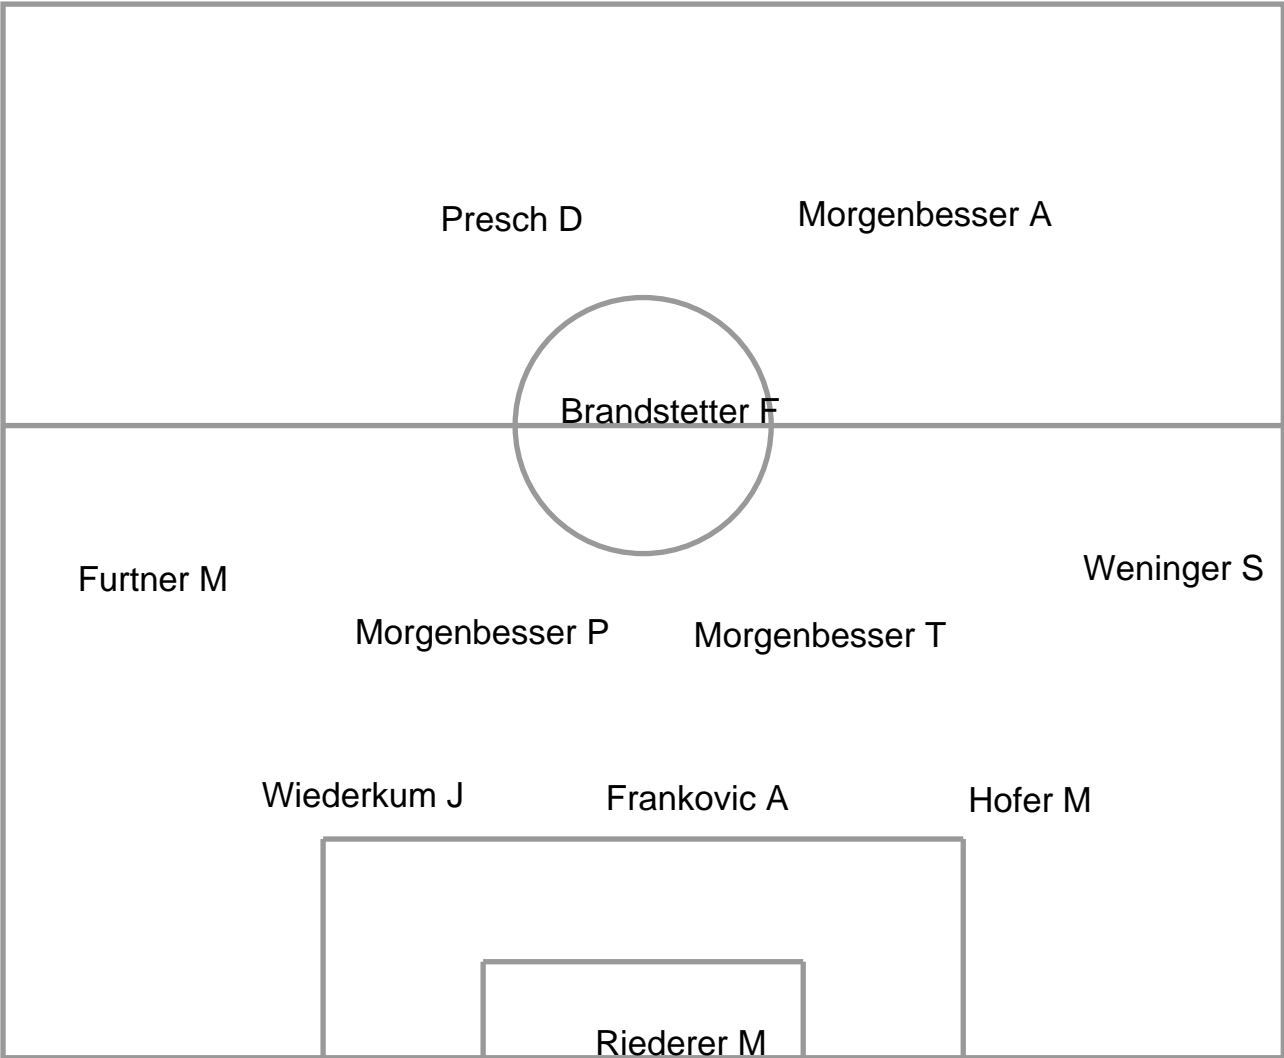 Presch D
Morgenbesser A
Brandstetter F
Furtner M
Weninger S
Morgenbesser P
Morgenbesser T
Wiederkum J
Frankovic A
Hofer M
Riederer M